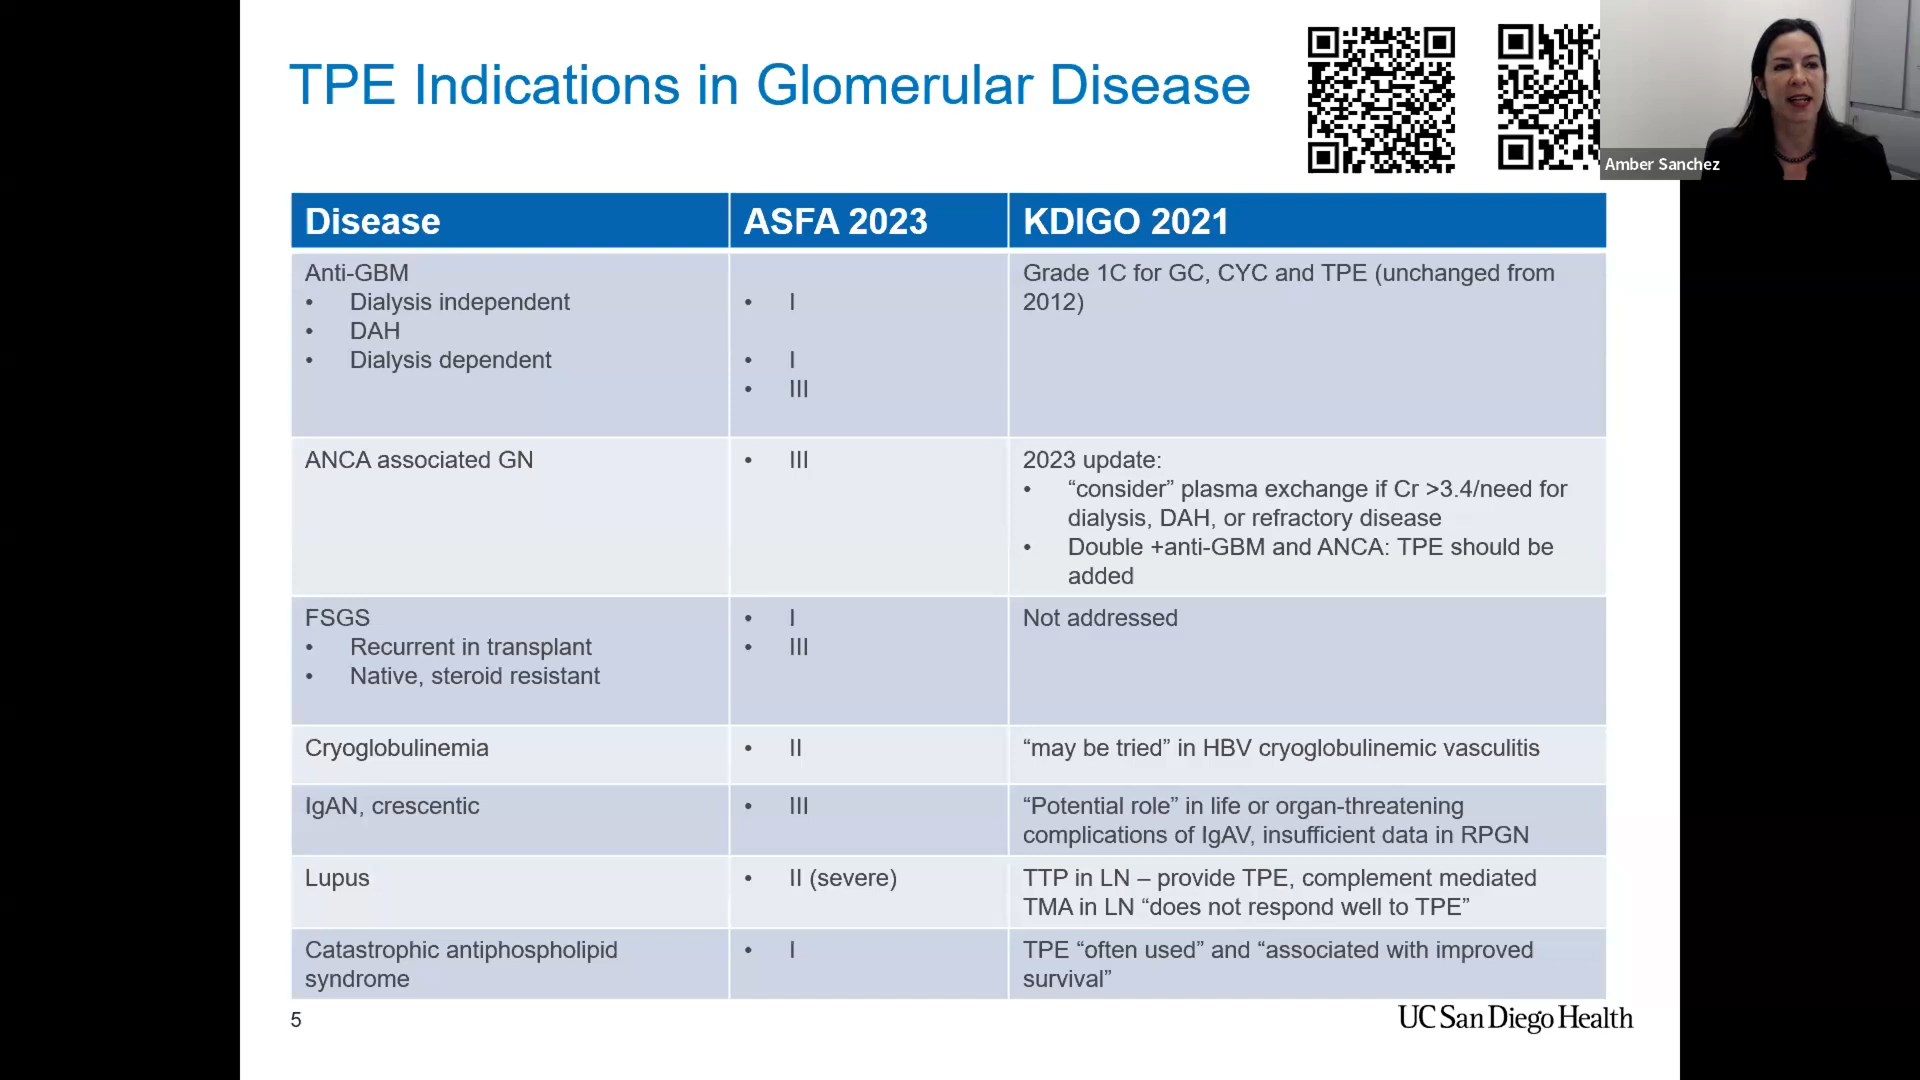 TPE Indications in Glomerular Disease
Amber Sanchez
Disease
ASFA 2023
KDIGO 2021
Anti-GBM
• Dialysis independent
• DAH
• Dialysis dependent
• I
• I
• III
Grade 1C for GC, CYC and TPE (unchanged from
2012)
ANCA associated GN
• III
2023 update:
• “consider” plasma exchange if Cr >3.4/need for
dialysis, DAH, or refractory disease
• Double +anti-GBM and ANCA: TPE should be
added
FSGS
• Recurrent in transplant
• Native, steroid resistant
• I
• III
Not addressed
Cryoglobulinemia
• II
“may be tried” in HBV cryoglobulinemic vasculitis
IgAN, crescentic
• III
“Potential role” in life or organ-threatening
complications of IgAV, insufficient data in RPGN
Lupus
• II (severe)
TTP in LN – provide TPE, complement mediated
TMA in LN “does not respond well to TPE”
Catastrophic antiphospholipid
syndrome
• I
TPE “often used” and “associated with improved
survival”
5
UC San Diego Health